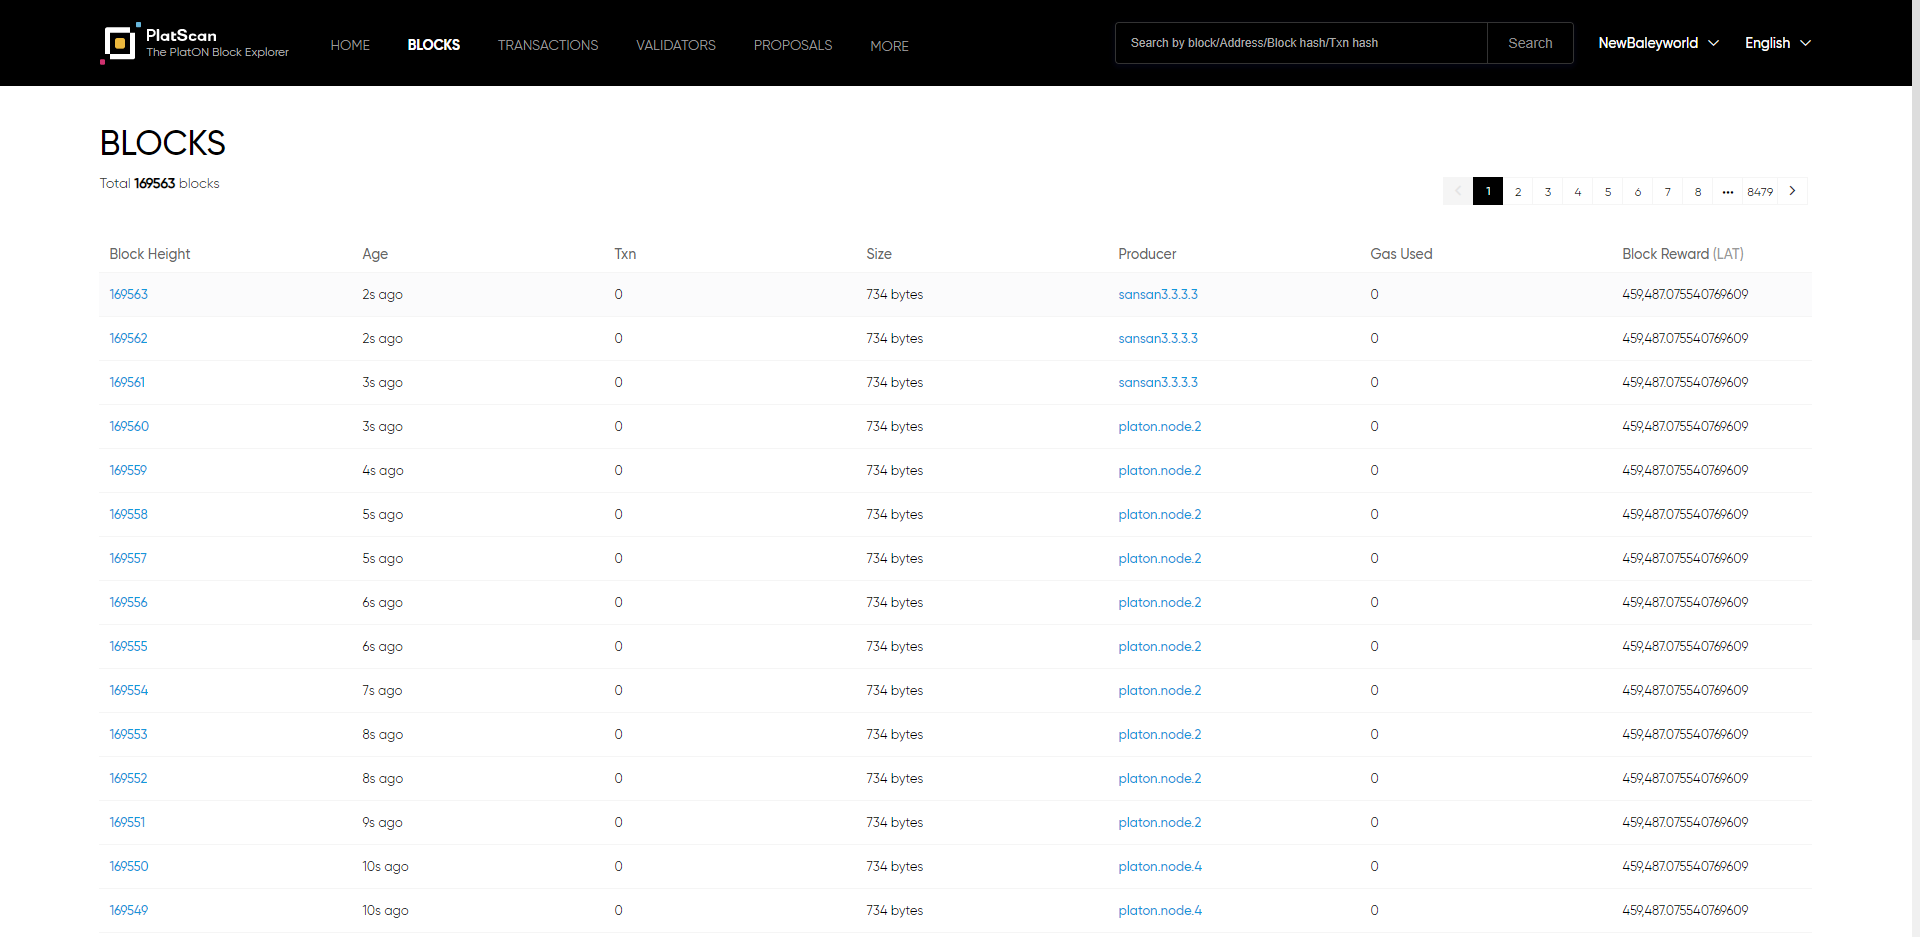 PlatScan
The PlatON Block Explorer
HOME BLOCKS TRANSACTIONS VALIDATORS PROPOSALS MORE
Search by block/Address/Block hash/Txn hash Search NewBaleyworld English
BLOCKS
Total 169563 blocks
1 2 3 4 5 6 7 8 ••• 8479
Block Height Age Txn Size Producer Gas Used Block Reward (LAT)
169563 2s ago 0 734 bytes sansan3.3.3.3 0 459,487.075540769609
169562 2s ago 0 734 bytes sansan3.3.3.3 0 459,487.075540769609
169561 3s ago 0 734 bytes sansan3.3.3.3 0 459,487.075540769609
169560 3s ago 0 734 bytes platon.node.2 0 459,487.075540769609
169559 4s ago 0 734 bytes platon.node.2 0 459,487.075540769609
169558 5s ago 0 734 bytes platon.node.2 0 459,487.075540769609
169557 5s ago 0 734 bytes platon.node.2 0 459,487.075540769609
169556 6s ago 0 734 bytes platon.node.2 0 459,487.075540769609
169555 6s ago 0 734 bytes platon.node.2 0 459,487.075540769609
169554 7s ago 0 734 bytes platon.node.2 0 459,487.075540769609
169553 8s ago 0 734 bytes platon.node.2 0 459,487.075540769609
169552 8s ago 0 734 bytes platon.node.2 0 459,487.075540769609
169551 9s ago 0 734 bytes platon.node.2 0 459,487.075540769609
169550 10s ago 0 734 bytes platon.node.4 0 459,487.075540769609
169549 10s ago 0 734 bytes platon.node.4 0 459,487.075540769609